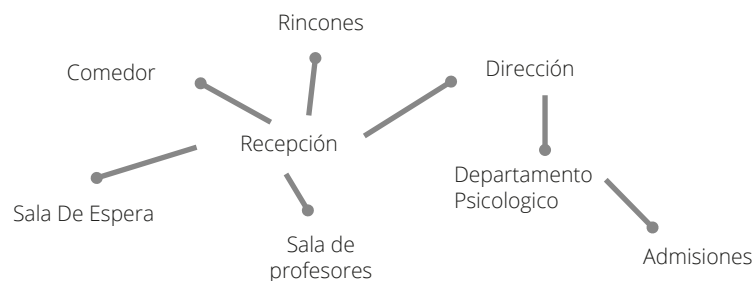 Rincones
Comedor
Dirección
Recepción
Departamento
Psicologico
Sala De Espera
Sala de
profesores
Admisiones